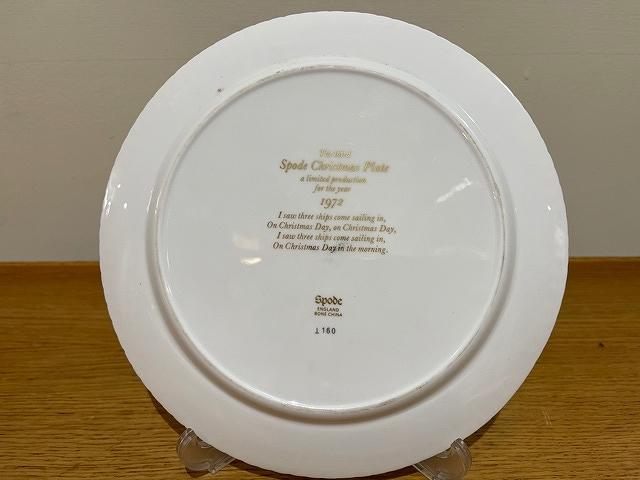 The third
Spode Christmas Plate
a limited production
for the year
1972
I saw three ships come sailing in,
On Christmas Day, on Christmas Day,
I saw three ships come sailing in,
On Christmas Day in the morning.
Spode
ENGLAND
BONE CHINA
160